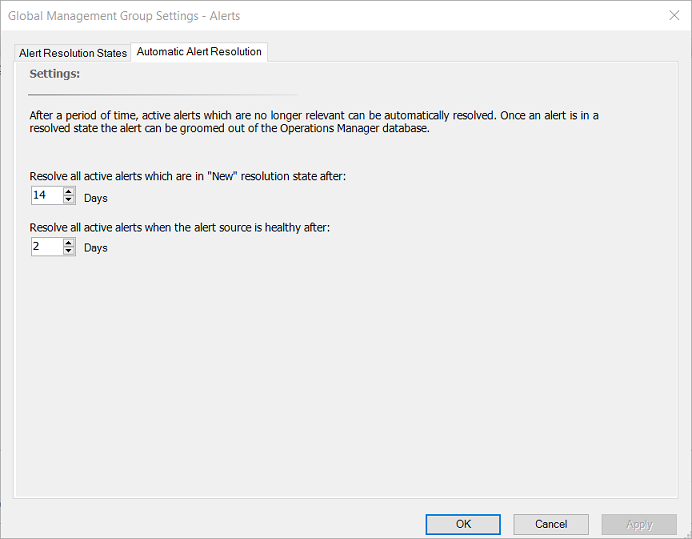 Global Management Group Settings - Alerts
Alert Resolution States
Automatic Alert Resolution
Settings:
After a period of time, active alerts which are no longer relevant can be automatically resolved. Once an alert is in a
resolved state the alert can be groomed out of the Operations Manager database.
Resolve all active alerts which are in "New" resolution state after:
14 Days
Resolve all active alerts when the alert source is healthy after:
2 Days
OK Cancel Apply